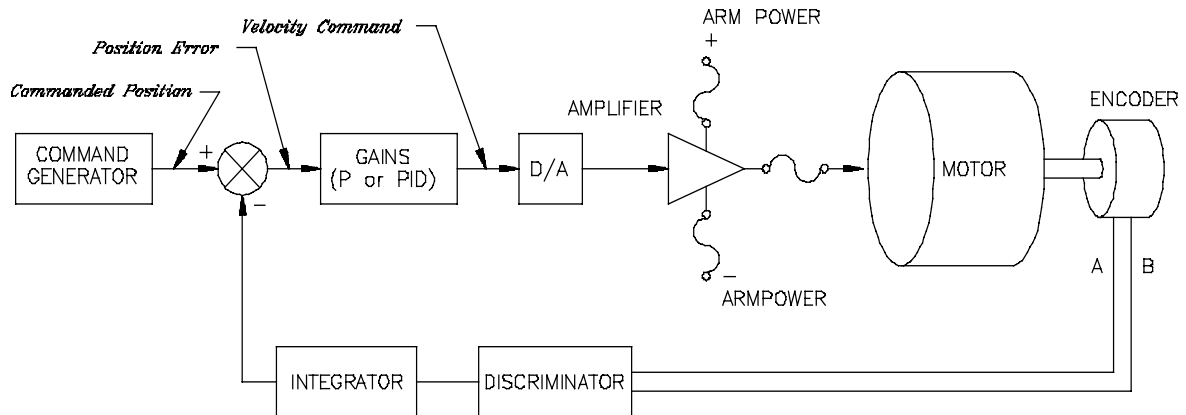 Velocity Command
ARM POWER
+
Position Error
Commanded Position
AMPLIFIER
ENCODER
COMMAND
GENERATOR
+
-
GAINS
(P or PID)
D/A
MOTOR
A
B
-
ARMPOWER
INTEGRATOR
DISCRIMINATOR